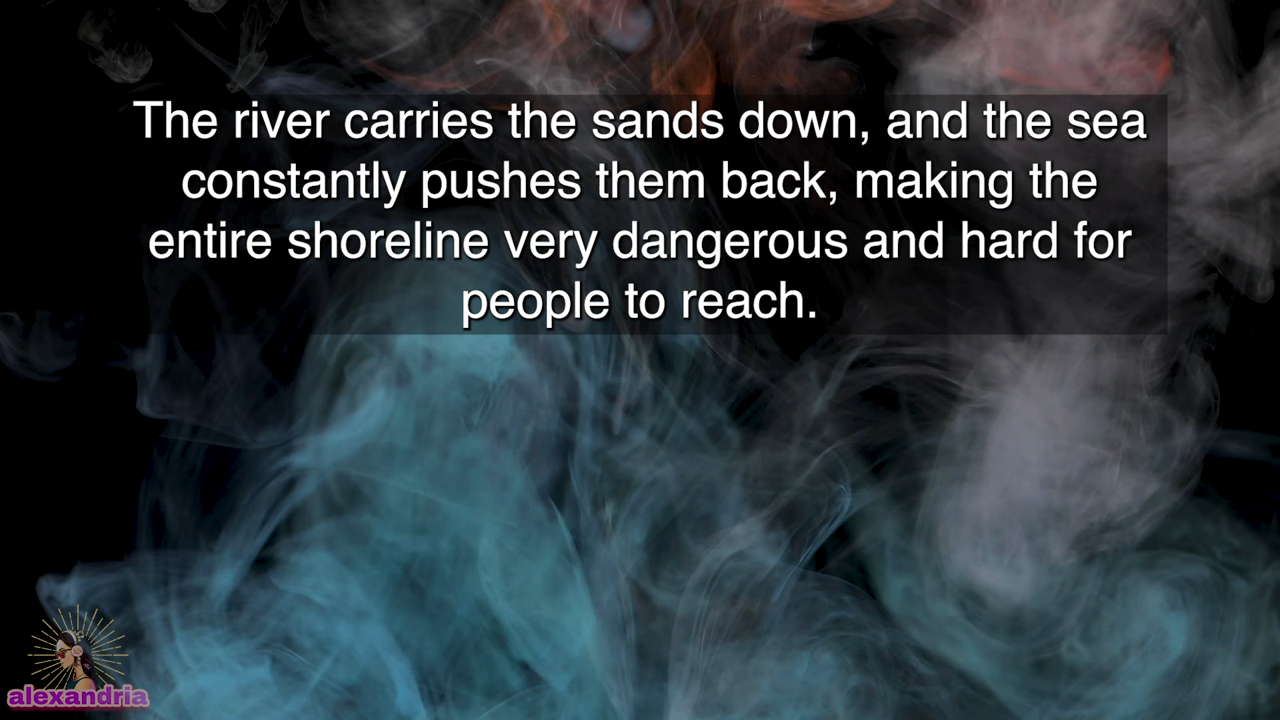 The river carries the sands down, and the sea
constantly pushes them back, making the
entire shoreline very dangerous and hard for
people to reach.
alexandria